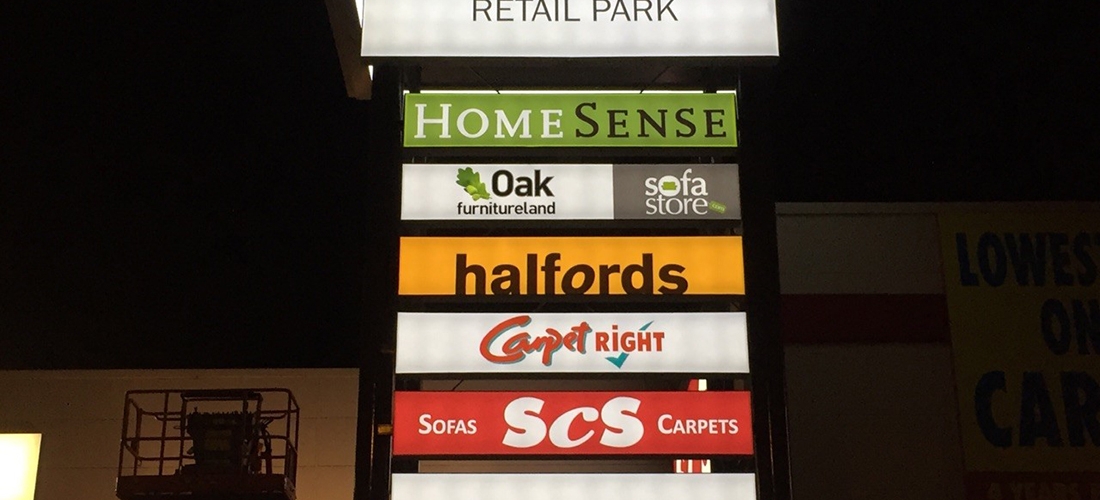 RETAIL PARK
HOMESENSE
Oak
furnitureland
sofa
store
halfords
Carpet RIGHT
SOFAS ScS CARPETS
LOWES
ON
CAR